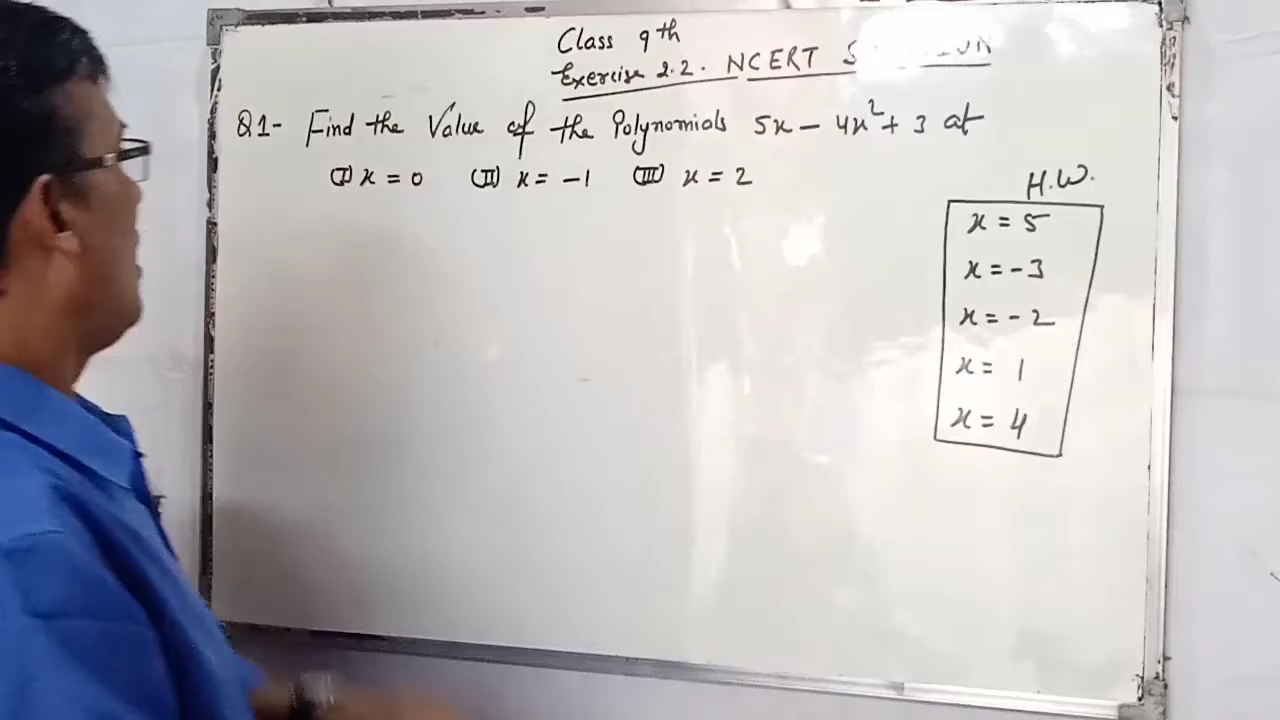 Class 9th
Exercise 2.2. NCERT
Q1- Find the Value of the Polynomials 5x - 4x² + 3 at
(I) x = 0 (II) x = -1 (III) x = 2
H.W.
x = 5
x = -3
x = -2
x = 1
x = 4